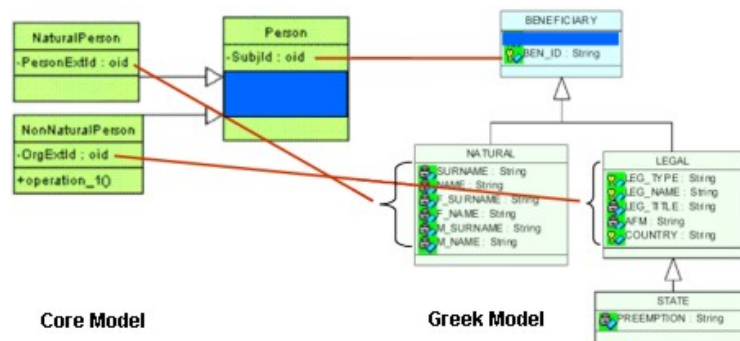 NaturalPerson
-PersonExtId : oid
NonNaturalPerson
-OrgExtId : oid
+operation_1()
Person
-SubjId : oid
BENEFICIARY
BEN_ID : String
NATURAL
SURNAME : String
NAME : String
F_SURNAME : String
F_NAME : String
M_SURNAME : String
M_NAME : String
LEGAL
LEG_TYPE : String
LEG_NAME : String
LEG_TITLE : String
AFM : String
COUNTRY : String
STATE
PREEMPTION : String
Core Model
Greek Model